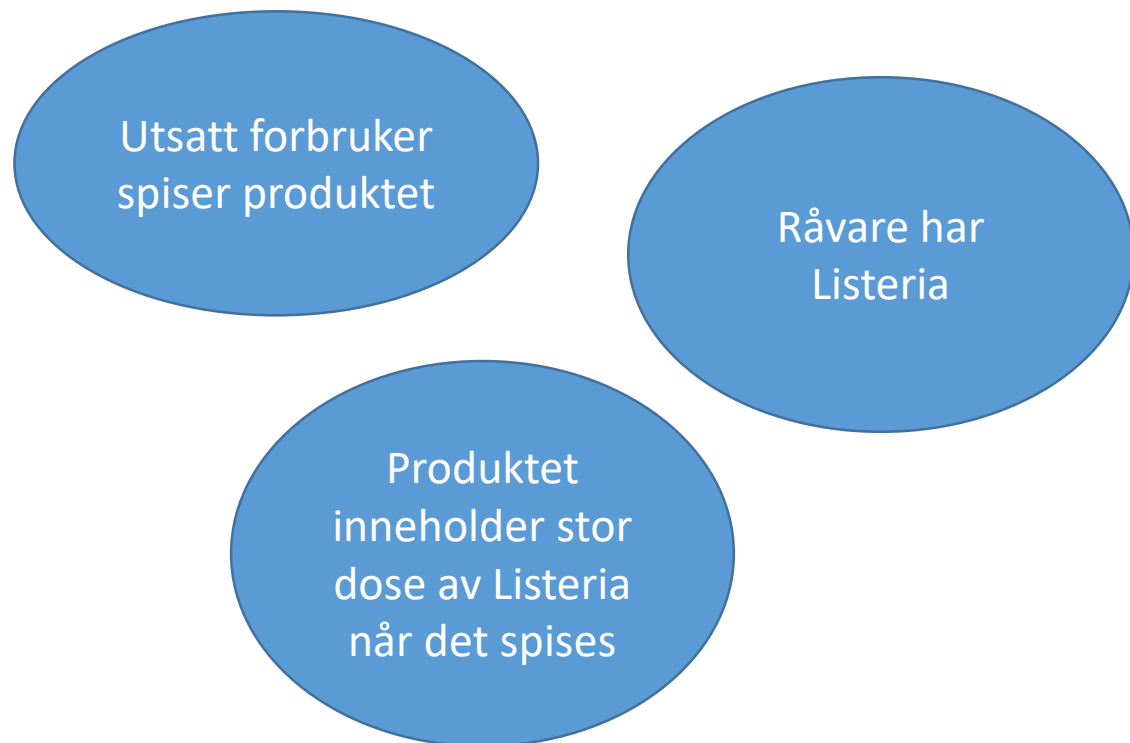 Utsatt forbruker
spiser produktet
Råvare har
Listeria
Produktet
inneholder stor
dose av Listeria
når det spises